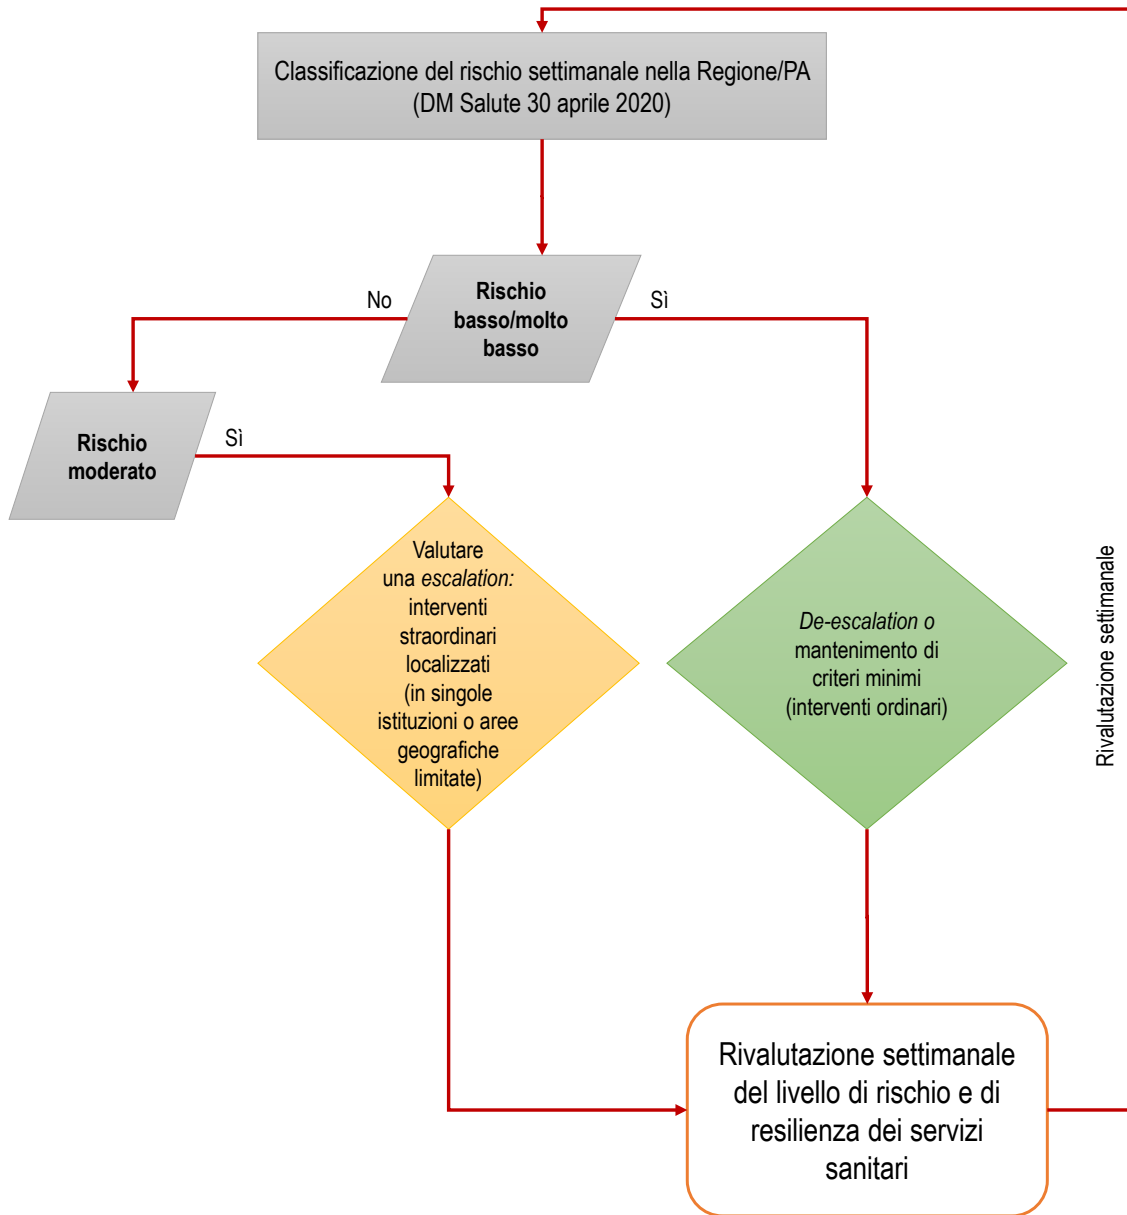 Classificazione del rischio settimanale nella Regione/PA
(DM Salute 30 aprile 2020)
No
Rischio
basso/molto
basso
Sì
Rischio
moderato
Sì
Valutare
una escalation:
interventi
straordinari
localizzati
(in singole
istituzioni o aree
geografiche
limitate)
De-escalation o
mantenimento di
criteri minimi
(interventi ordinari)
Rivalutazione settimanale
Rivalutazione settimanale
del livello di rischio e di
resilienza dei servizi
sanitari